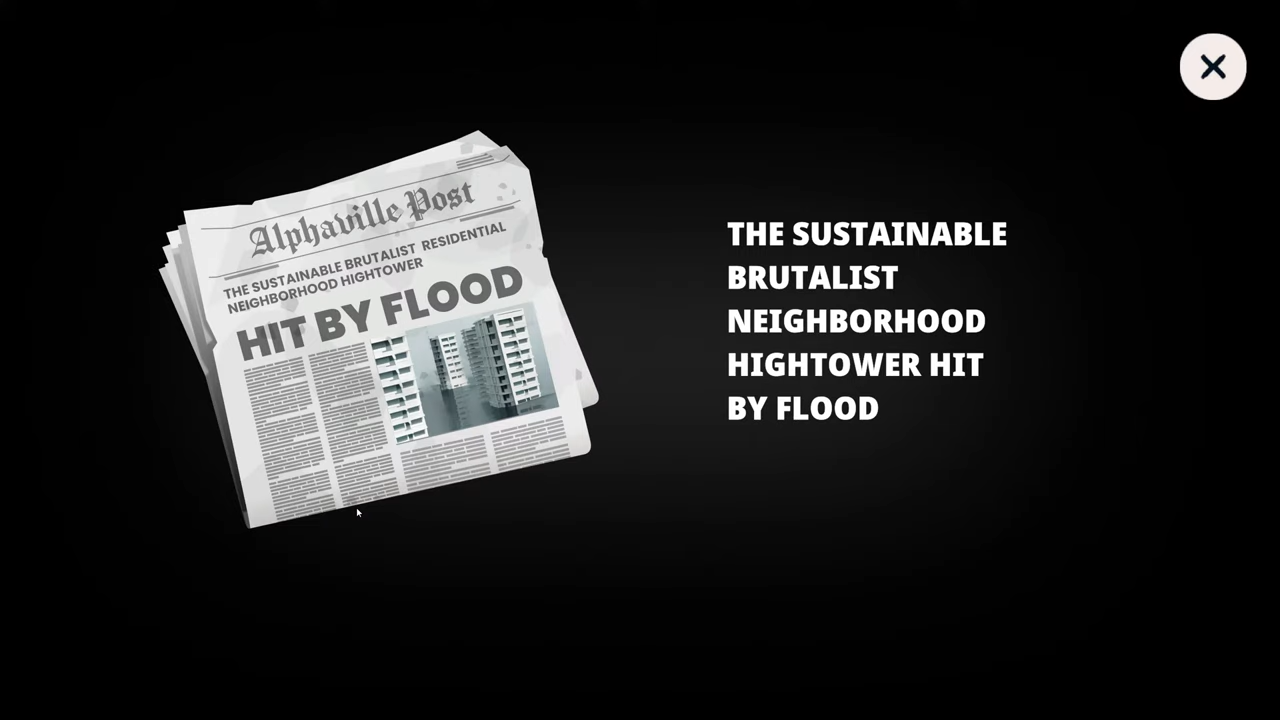 Alphaville Post
THE SUSTAINABLE BRUTALIST RESIDENTIAL
NEIGHBORHOOD HIGHTOWER
HIT BY FLOOD
THE SUSTAINABLE
BRUTALIST
NEIGHBORHOOD
HIGHTOWER HIT
BY FLOOD